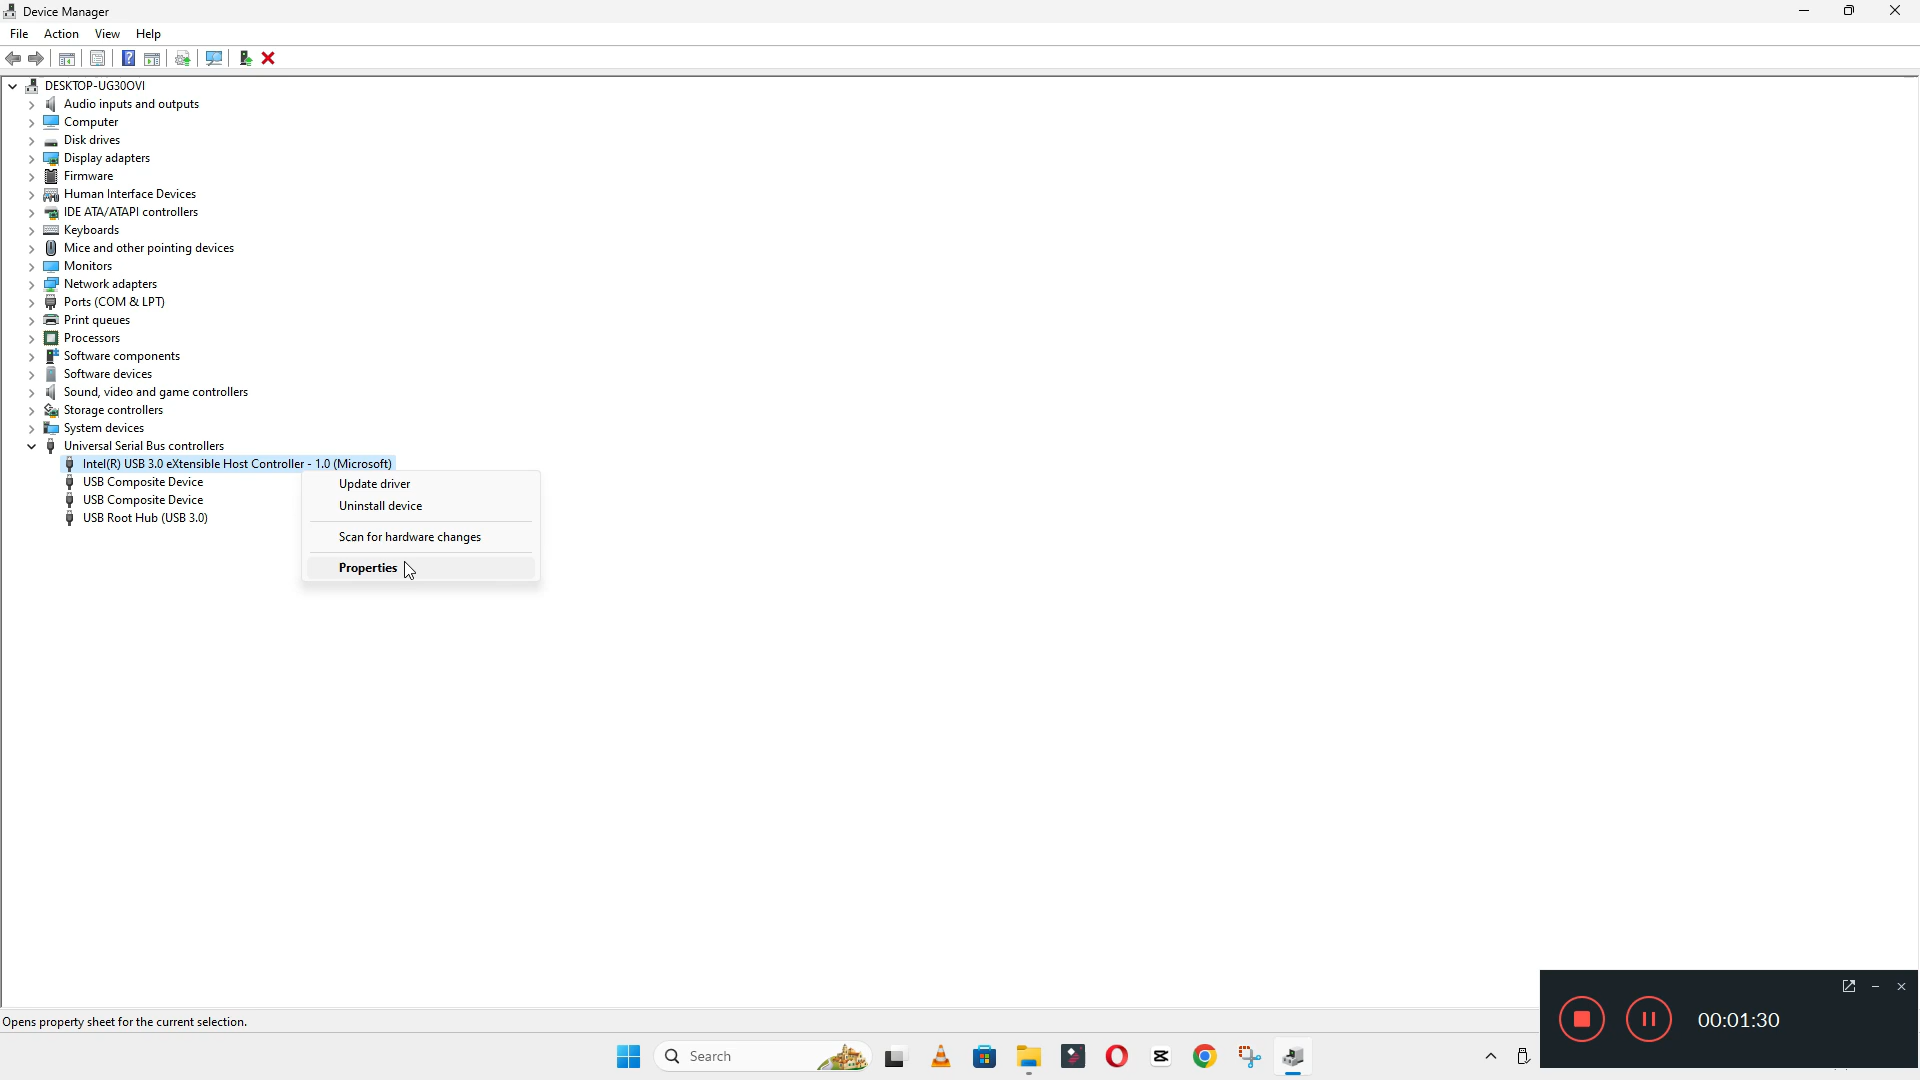 Device Manager
File Action View Help
DESKTOP-UG30OVI
Audio inputs and outputs
Computer
Disk drives
Display adapters
Firmware
Human Interface Devices
IDE ATA/ATAPI controllers
Keyboards
Mice and other pointing devices
Monitors
Network adapters
Ports (COM & LPT)
Print queues
Processors
Software components
Software devices
Sound, video and game controllers
Storage controllers
System devices
Universal Serial Bus controllers
Intel(R) USB 3.0 eXtensible Host Controller - 1.0 (Microsoft)
USB Composite Device
USB Composite Device
USB Root Hub (USB 3.0)
Update driver
Uninstall device
Scan for hardware changes
Properties
Opens property sheet for the current selection.
Search
00:01:30